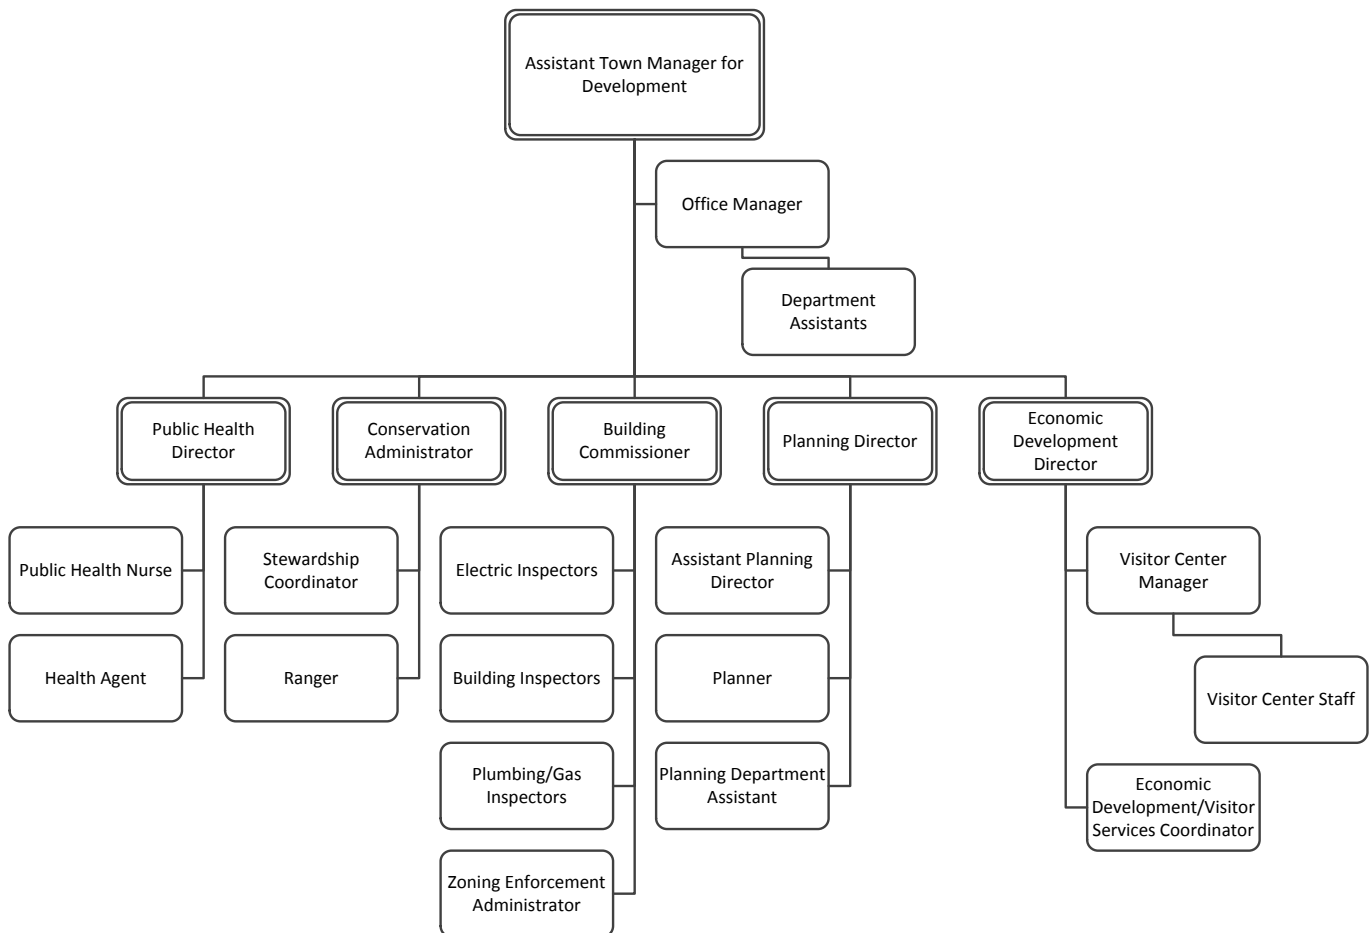 Assistant Town Manager for
Development
Office Manager
Department
Assistants
Public Health
Director
Conservation
Administrator
Building
Commissioner
Planning Director
Economic
Development
Director
Public Health Nurse
Stewardship
Coordinator
Electric Inspectors
Assistant Planning
Director
Visitor Center
Manager
Health Agent
Ranger
Building Inspectors
Planner
Visitor Center Staff
Plumbing/Gas
Inspectors
Planning Department
Assistant
Economic
Development/Visitor
Services Coordinator
Zoning Enforcement
Administrator